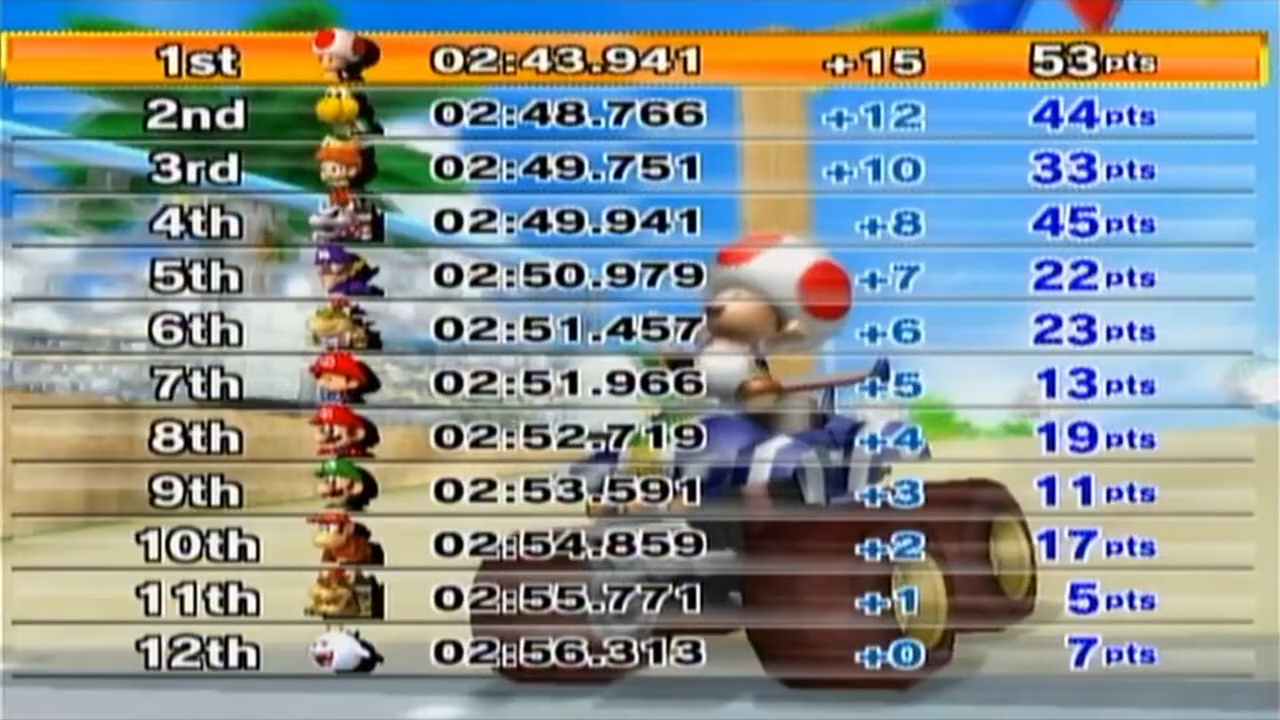 1st 02:43.941 +15 53pts
2nd 02:48.766 +12 44pts
3rd 02:49.751 +10 33pts
4th 02:49.941 +8 45pts
5th 02:50.979 +7 22pts
6th 02:51.457 +6 23pts
7th 02:51.966 +5 13pts
8th 02:52.719 +4 19pts
9th 02:53.591 +3 11pts
10th 02:54.859 +2 17pts
11th 02:55.771 +1 5pts
12th 02:56.313 +0 7pts